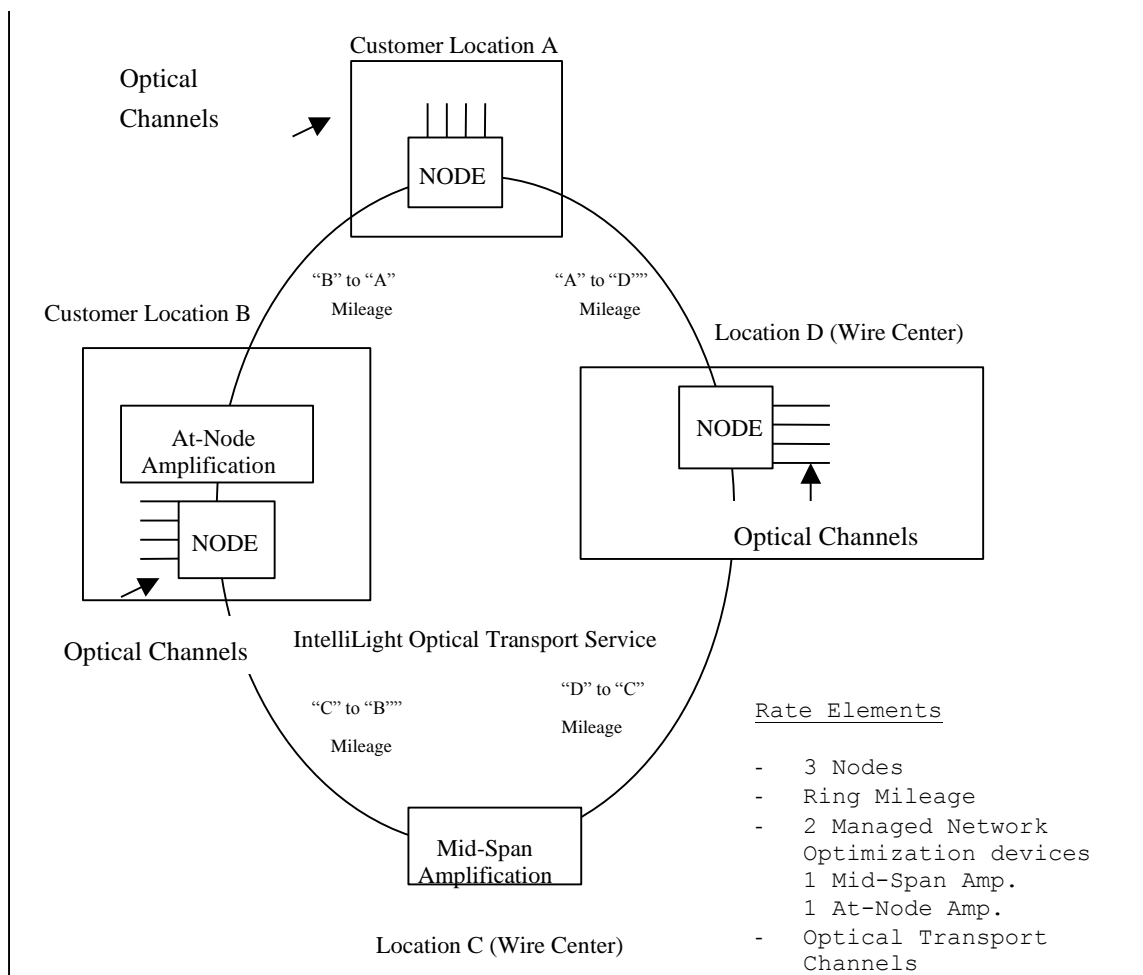 Customer Location A
Optical
Channels
NODE
“B” to “A”
Mileage
“A” to “D””
Mileage
Customer Location B
Location D (Wire Center)
At-Node
Amplification
NODE
NODE
Optical Channels
Optical Channels
IntelliLight Optical Transport Service
“C” to “B””
Mileage
“D” to “C”
Mileage
Mid-Span
Amplification
Location C (Wire Center)
Rate Elements
- 3 Nodes
- Ring Mileage
- 2 Managed Network
Optimization devices
1 Mid-Span Amp.
1 At-Node Amp.
- Optical Transport
Channels